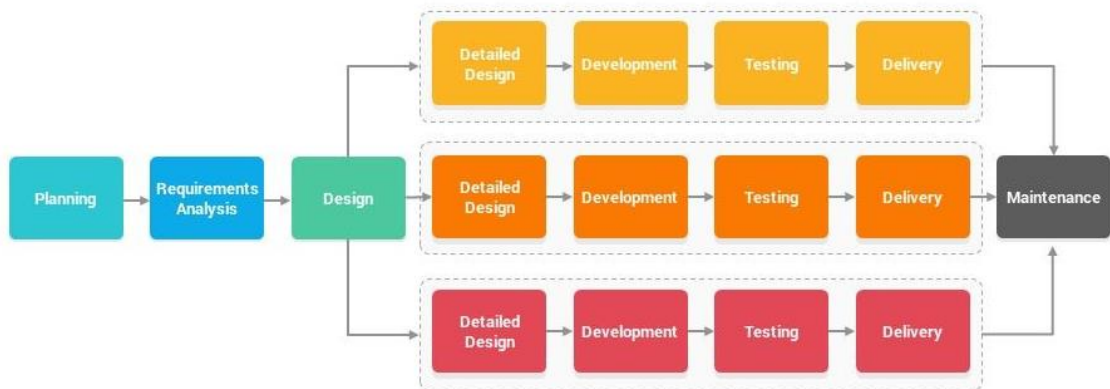 Detailed
Design
Development
Testing
Delivery
Planning
Requirements
Analysis
Design
Detailed
Design
Development
Testing
Delivery
Maintenance
Detailed
Design
Development
Testing
Delivery